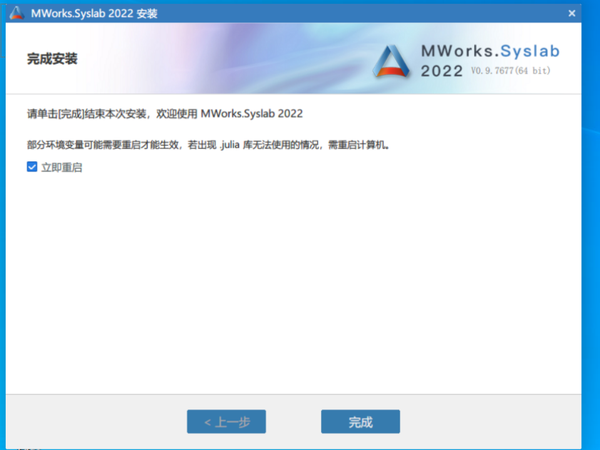 MWorks.Syslab 2022 安装
完成安装
MWorks.Syslab
2022 V0.9.7677(64 bit)
请单击[完成]结束本次安装，欢迎使用 MWorks.Syslab 2022
部分环境变量可能需要重启才能生效，若出现 .julia 库无法使用的情况，需重启计算机。
立即重启
< 上一步
完成